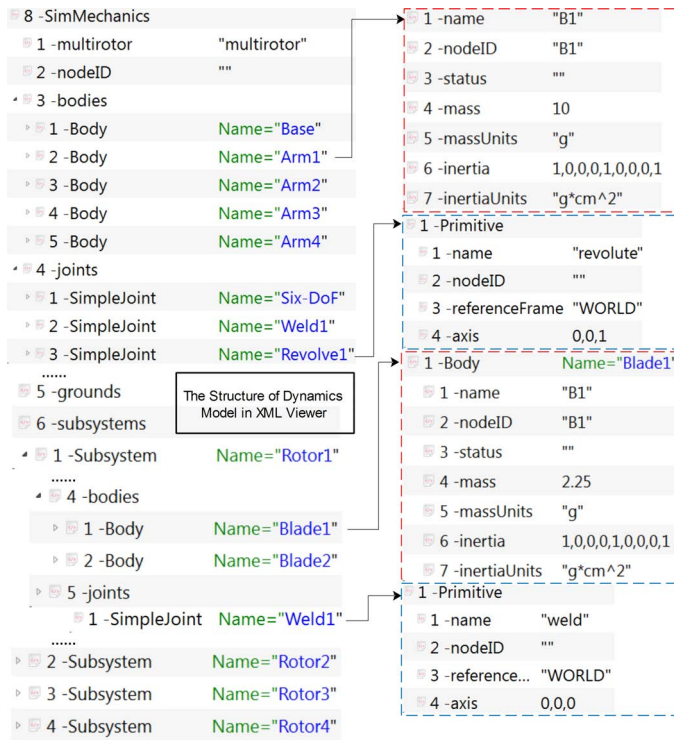 8 -SimMechanics
1 -multirotor "multirotor"
2 -nodeID ""
3 -bodies
1 -Body Name="Base"
2 -Body Name="Arm1"
3 -Body Name="Arm2"
4 -Body Name="Arm3"
5 -Body Name="Arm4"
4 -joints
1 -SimpleJoint Name="Six-DoF"
2 -SimpleJoint Name="Weld1"
3 -SimpleJoint Name="Revolve1"
......
5 -grounds
6 -subsystems
The Structure of Dynamics
Model in XML Viewer
1 -Subsystem Name="Rotor1"
......
4 -bodies
1 -Body Name="Blade1"
2 -Body Name="Blade2"
5 -joints
1 -SimpleJoint Name="Weld1"
......
2 -Subsystem Name="Rotor2"
3 -Subsystem Name="Rotor3"
4 -Subsystem Name="Rotor4"
1 -name "B1"
2 -nodeID "B1"
3 -status ""
4 -mass 10
5 -massUnits "g"
6 -inertia 1,0,0,0,1,0,0,0,1
7 -inertiaUnits "g*cm^2"
1 -Primitive
1 -name "revolute"
2 -nodeID ""
3 -referenceFrame "WORLD"
4 -axis 0,0,1
1 -Body Name="Blade1"
1 -name "B1"
2 -nodeID "B1"
3 -status ""
4 -mass 2.25
5 -massUnits "g"
6 -inertia 1,0,0,0,1,0,0,0,1
7 -inertiaUnits "g*cm^2"
1 -Primitive
1 -name "weld"
2 -nodeID ""
3 -reference... "WORLD"
4 -axis 0,0,0